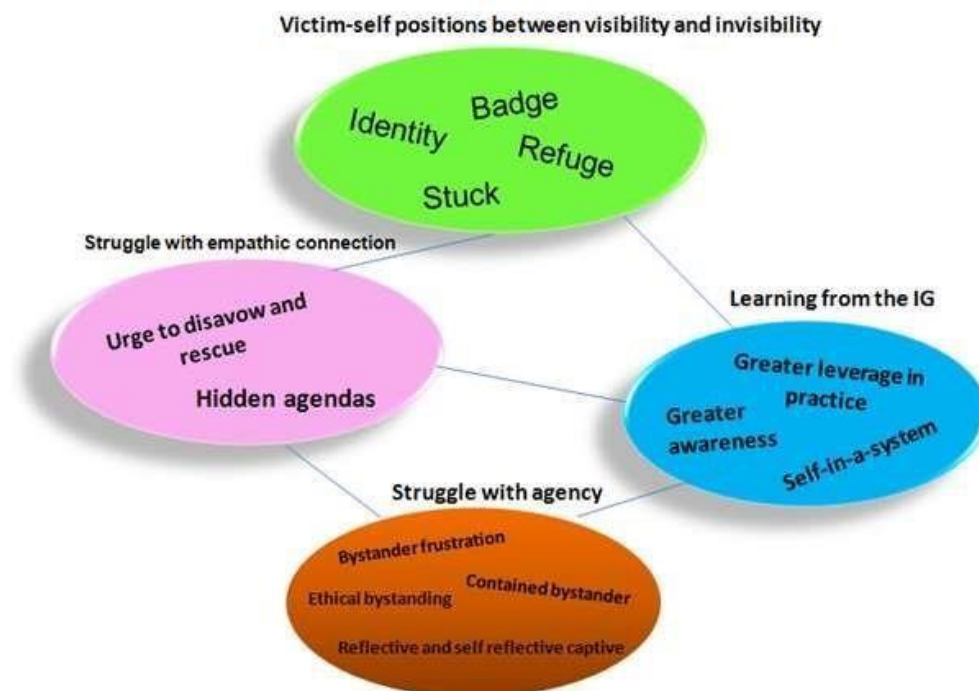 Victim-self positions between visibility and invisibility
Badge
Identity
Refuge
Stuck
Struggle with empathic connection
Urge to disavow and
rescue
Hidden agendas
Learning from the IG
Greater leverage in
practice
Greater
awareness
Self-in-a-system
Struggle with agency
Bystander frustration
Contained bystander
Ethical bystanding
Reflective and self reflective captive